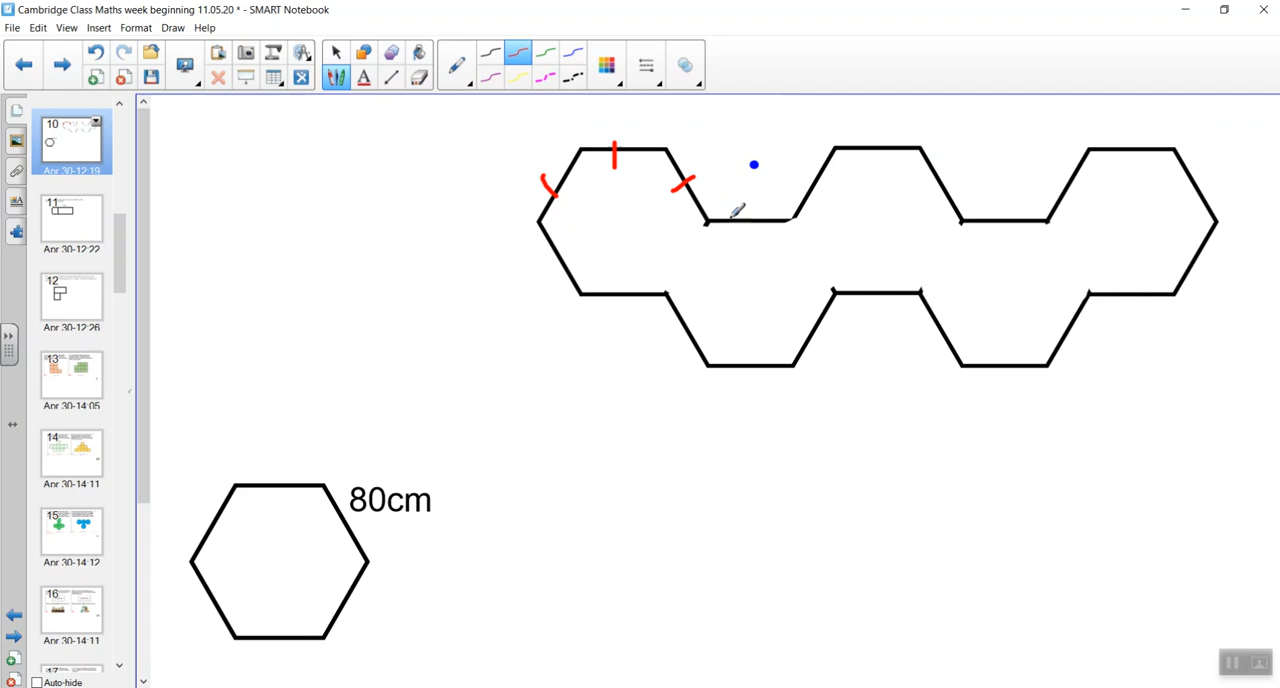 Cambridge Class Maths week beginning 11.05.20 * - SMART Notebook
File Edit View Insert Format Draw Help
10
Apr 30-12:19
11
Apr 30-12:22
12
Apr 30-12:26
13
Apr 30-14:05
14
Apr 30-14:11
15
Apr 30-14:12
16
Apr 30-14:11
17
Auto-hide
80cm